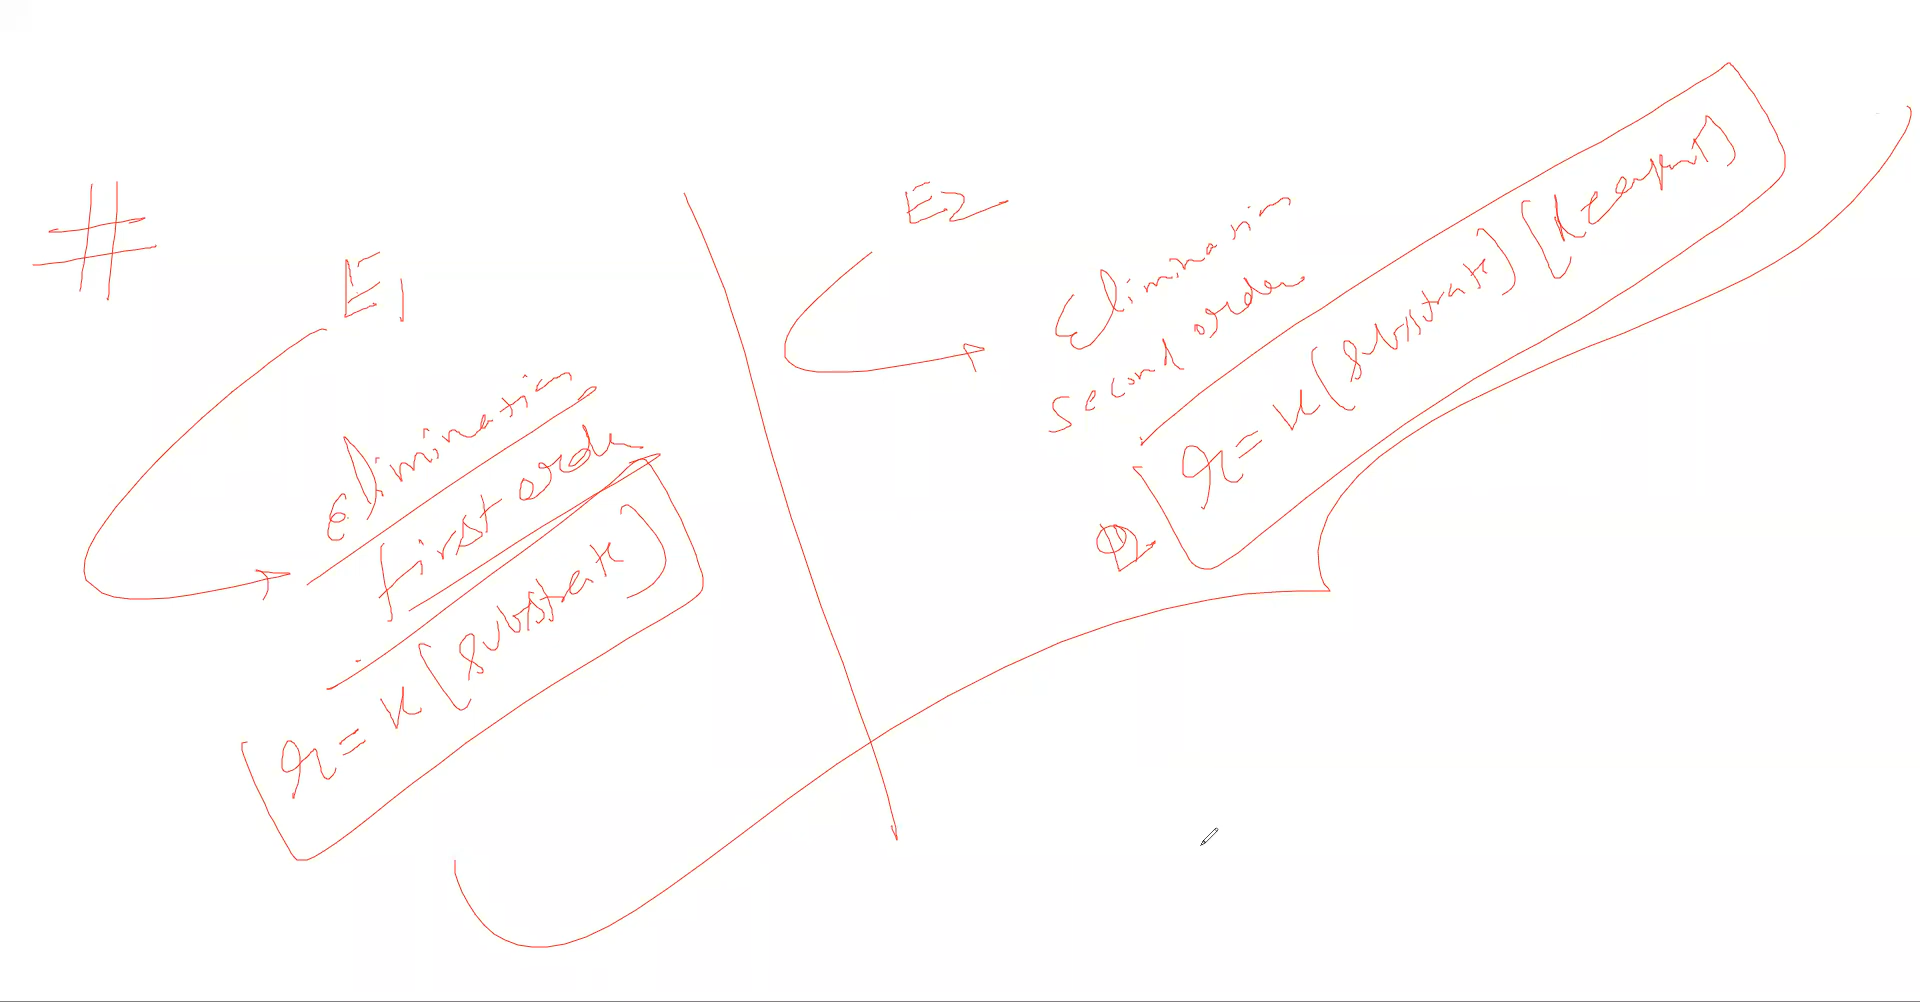 #
E1
Elimination
first order
r = K [substrate]
E2
Elimination
second order
r = K [substrate] [Reagent]